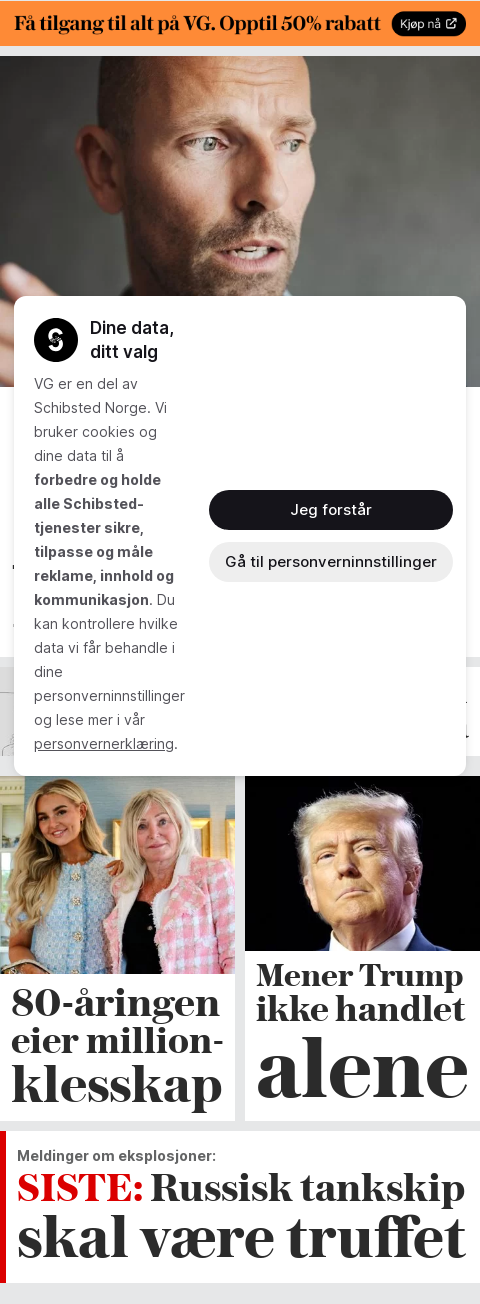 Få tilgang til alt på VG. Opptil 50% rabatt
Kjøp nå
Dine data,
ditt valg
VG er en del av
Schibsted Norge. Vi
bruker cookies og
dine data til å
forbedre og holde
alle Schibsted-
tjenester sikre,
tilpasse og måle
reklame, innhold og
kommunikasjon. Du
kan kontrollere hvilke
data vi får behandle i
dine
personverninnstillinger
og lese mer i vår
personvernerklæring.
Jeg forstår
Gå til personverninnstillinger
80-åringen
eier million-
klesskap
Mener Trump
ikke handlet
alene
Meldinger om eksplosjoner:
SISTE: Russisk tankskip
skal være truffet